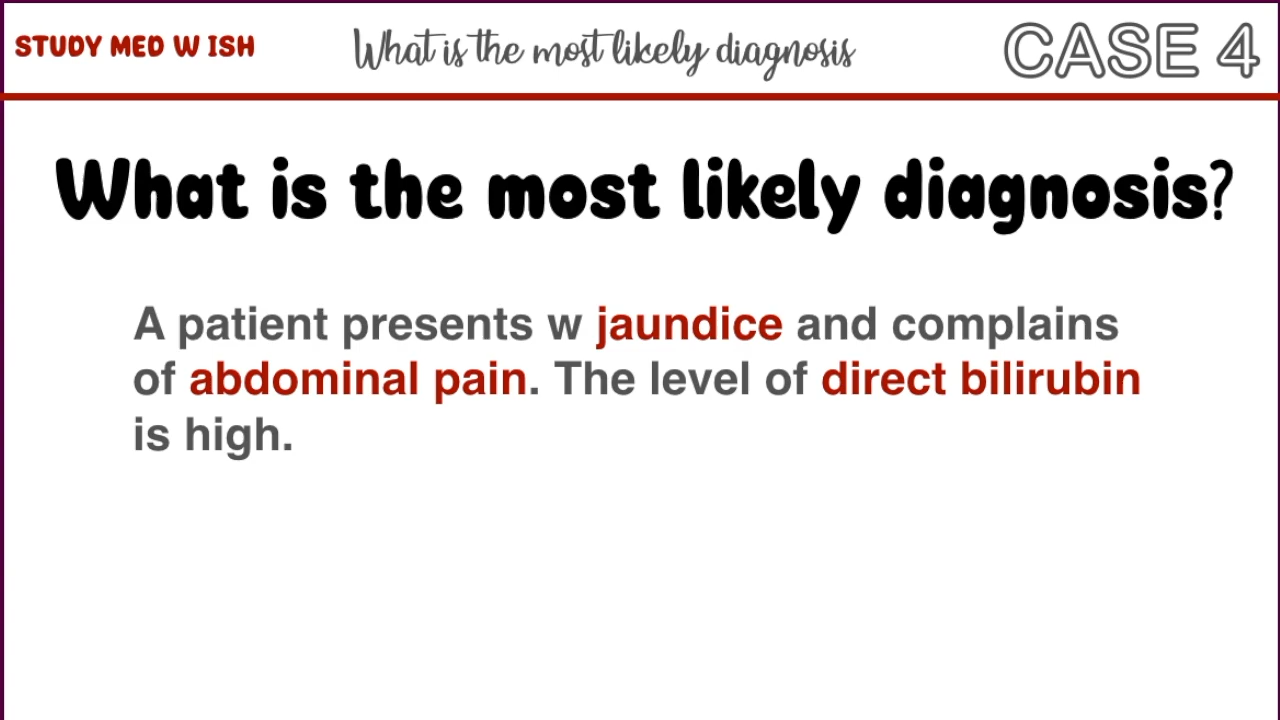 STUDY MED W ISH
What is the most likely diagnosis
CASE 4
What is the most likely diagnosis?
A patient presents w jaundice and complains
of abdominal pain. The level of direct bilirubin
is high.